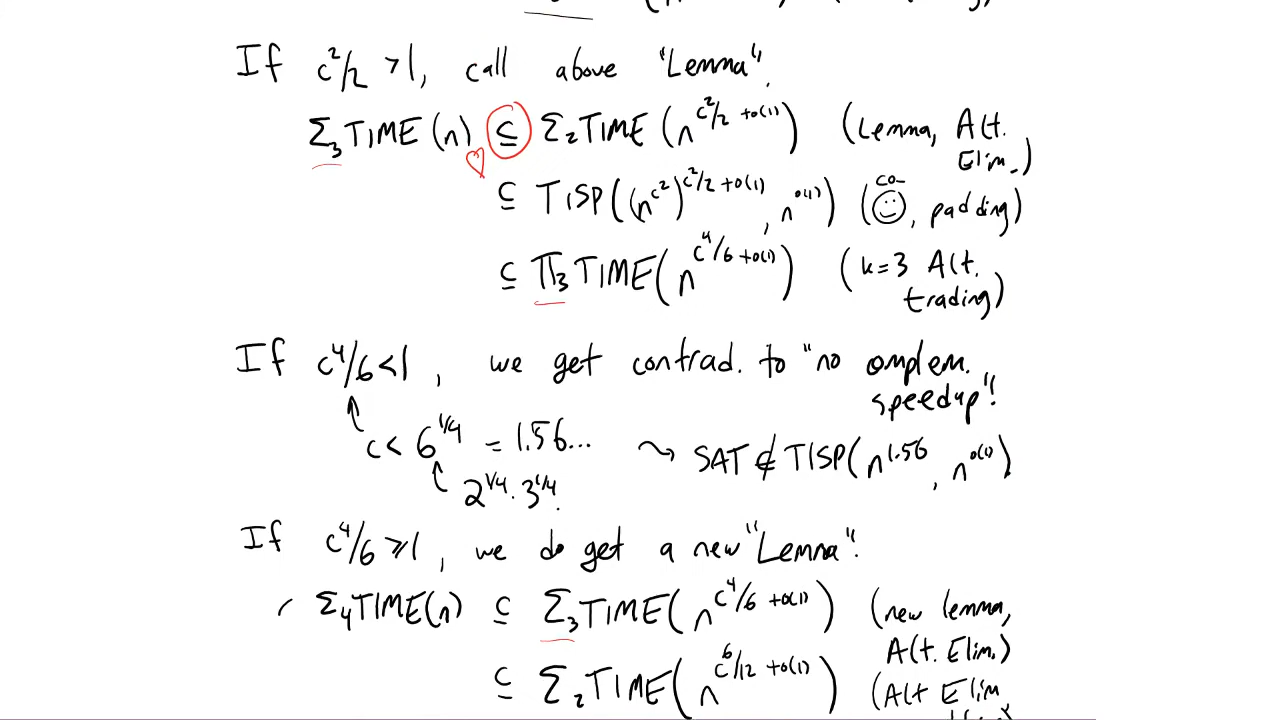 If c²/2 > 1, call above "Lemma".
Σ₃TIME(n) ⊆ Σ₂TIME(n^{c²/2 + o(1)}) (Lemma, Alt. Elim.)
⊆ TISP((n^{c²})^{c²/2 + o(1)}, n^{o(1)}) (co-☺, padding)
⊆ Π₃TIME(n^{c⁴/6 + o(1)}) (k=3 Alt. trading)
If c⁴/6 < 1, we get contrad. to "no omplem. speedup"!
c < 6^{1/4} = 1.56... ⤳ SAT ∉ TISP(n^{1.56}, n^{o(1)})
2^{1/4} · 3^{1/4}.
If c⁴/6 ≥ 1, we do get a new "Lemma".
Σ₄TIME(n) ⊆ Σ₃TIME(n^{c⁴/6 + o(1)}) (new lemma, Alt. Elim.)
⊆ Σ₂TIME(n^{c⁶/12 + o(1)}) (Alt Elim